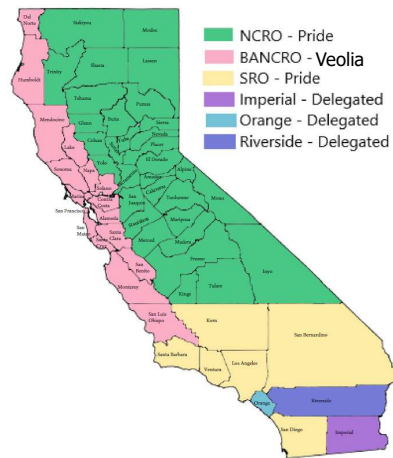 NCRO - Pride
BANCRO - Veolia
SRO - Pride
Imperial - Delegated
Orange - Delegated
Riverside - Delegated
Del
Norte
Siskiyou
Modoc
Humboldt
Trinity
Shasta
Lassen
Tehama
Plumas
Mendocino
Glenn
Butte
Sierra
Nevada
Lake
Colusa
Yuba
Placer
Sonoma
Napa
Yolo
El Dorado
Alpine
Solano
Amador
Marin
Calaveras
Contra
Costa
San
Joaquin
Tuolumne
Mono
San Francisco
Alameda
San
Mateo
Santa
Clara
Stanislaus
Mariposa
Santa
Cruz
Merced
Madera
San
Benito
Fresno
Inyo
Monterey
Kings
Tulare
San Luis
Obispo
Kern
San Bernardino
Santa Barbara
Ventura
Los Angeles
Orange
Riverside
San Diego
Imperial